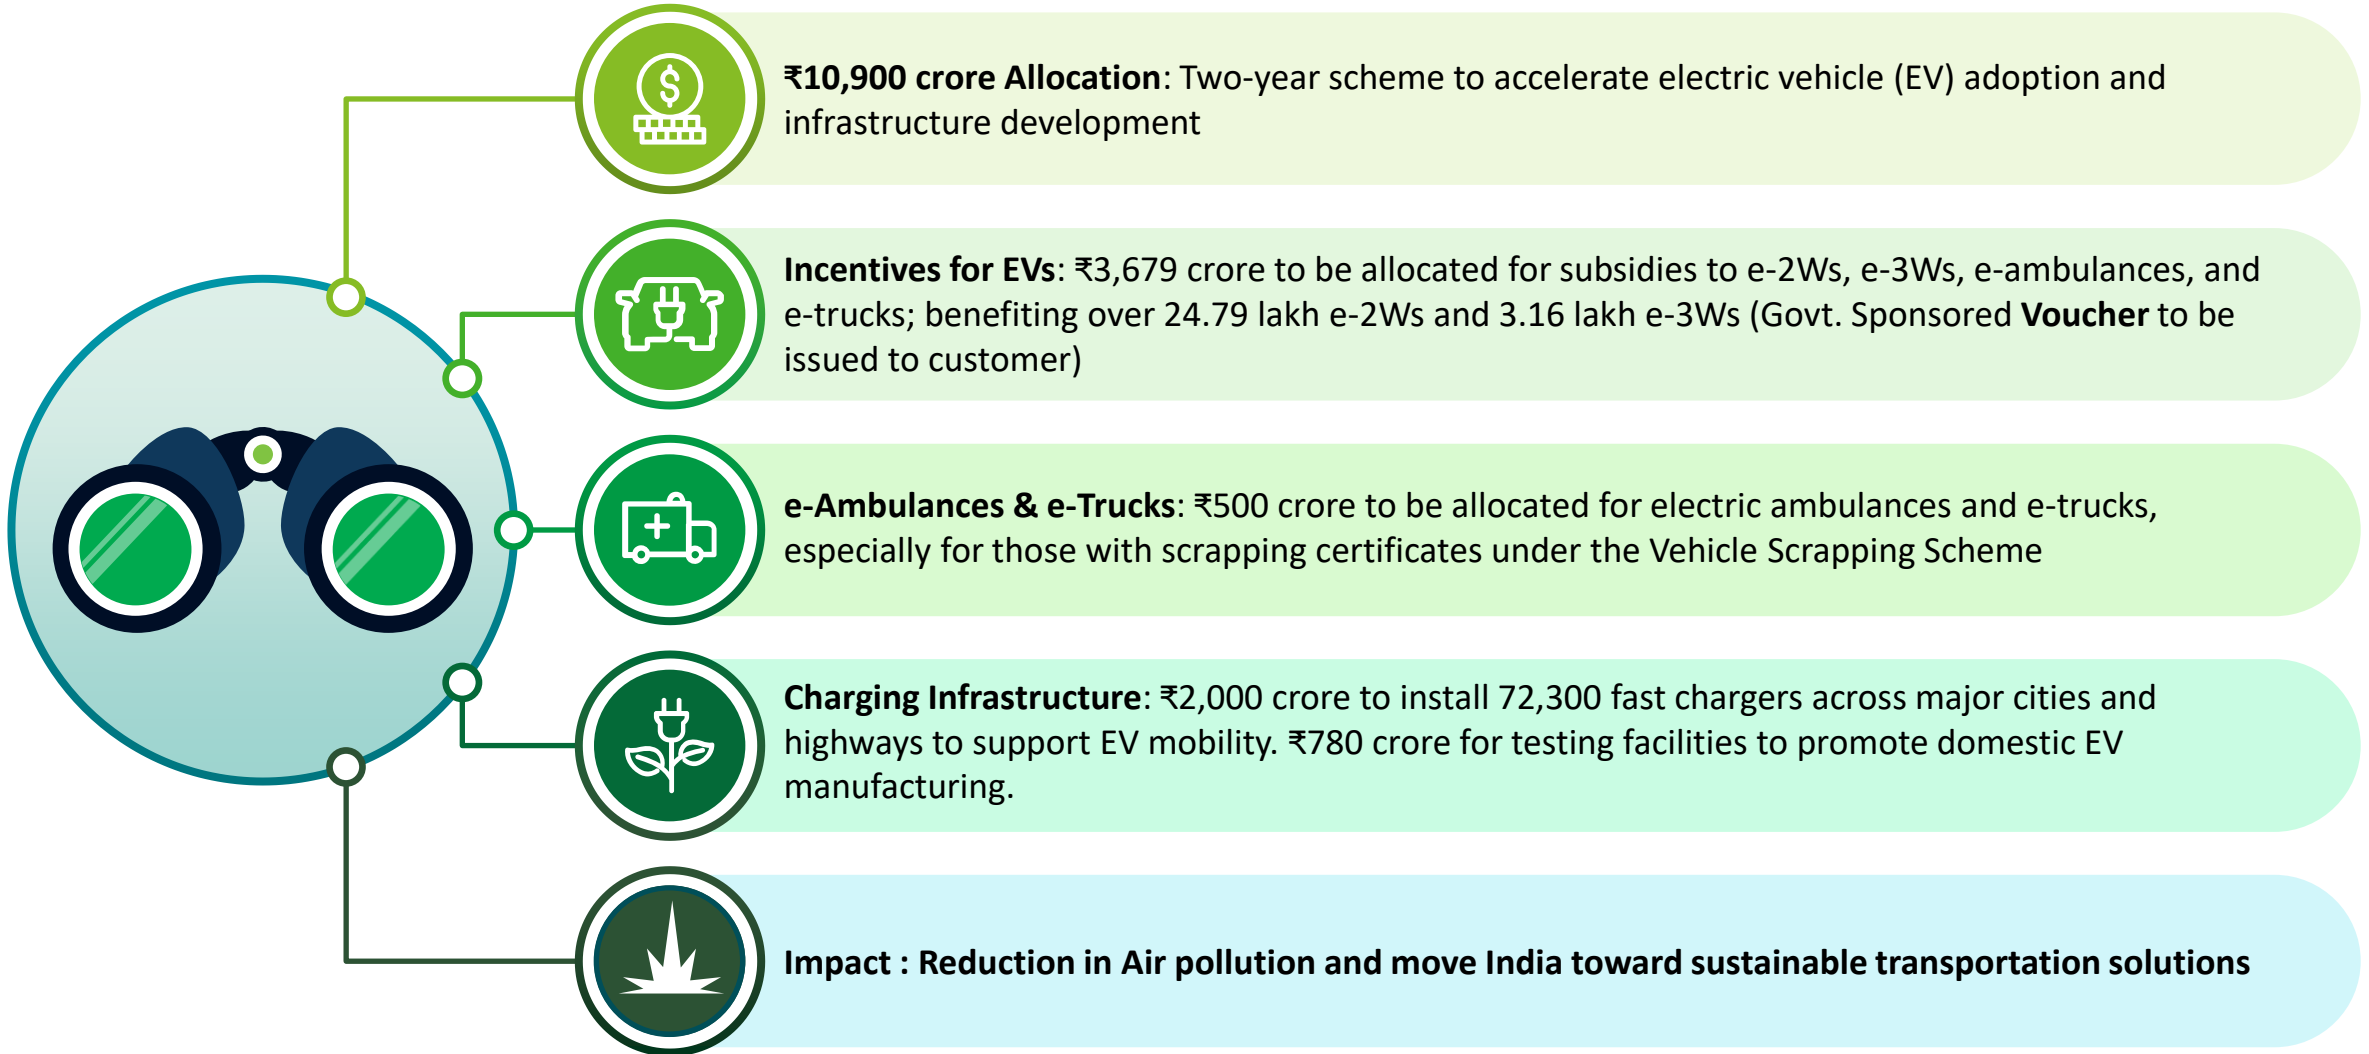 ₹10,900 crore Allocation: Two-year scheme to accelerate electric vehicle (EV) adoption and
infrastructure development
Incentives for EVs: ₹3,679 crore to be allocated for subsidies to e-2Ws, e-3Ws, e-ambulances, and
e-trucks; benefiting over 24.79 lakh e-2Ws and 3.16 lakh e-3Ws (Govt. Sponsored Voucher to be
issued to customer)
e-Ambulances & e-Trucks: ₹500 crore to be allocated for electric ambulances and e-trucks,
especially for those with scrapping certificates under the Vehicle Scrapping Scheme
Charging Infrastructure: ₹2,000 crore to install 72,300 fast chargers across major cities and
highways to support EV mobility. ₹780 crore for testing facilities to promote domestic EV
manufacturing.
Impact : Reduction in Air pollution and move India toward sustainable transportation solutions